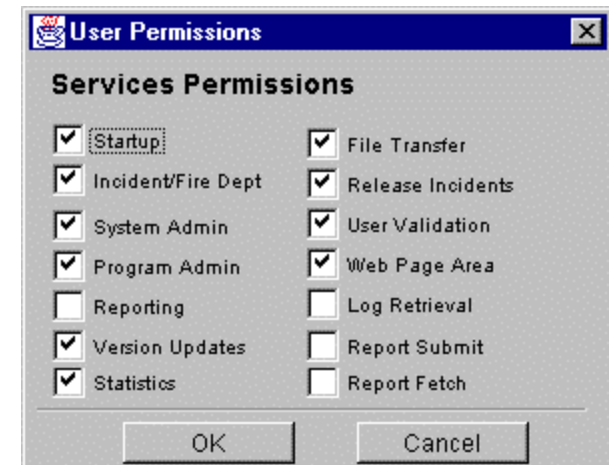 User Permissions
Services Permissions
Startup
File Transfer
Incident/Fire Dept
Release Incidents
System Admin
User Validation
Program Admin
Web Page Area
Reporting
Log Retrieval
Version Updates
Report Submit
Statistics
Report Fetch
OK
Cancel